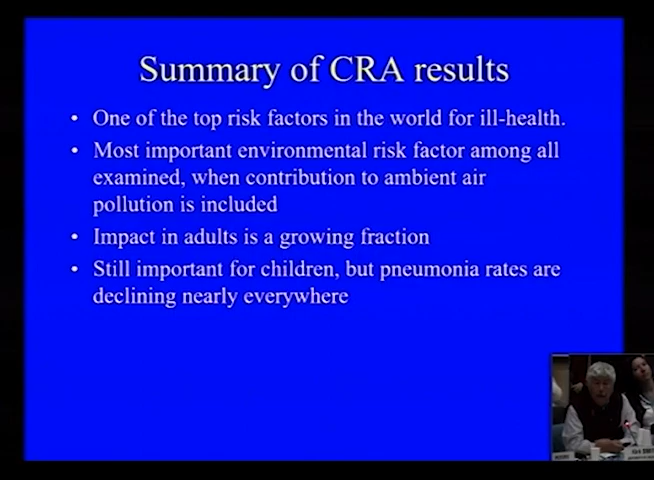 Summary of CRA results
• One of the top risk factors in the world for ill-health.
• Most important environmental risk factor among all
examined, when contribution to ambient air
pollution is included
• Impact in adults is a growing fraction
• Still important for children, but pneumonia rates are
declining nearly everywhere